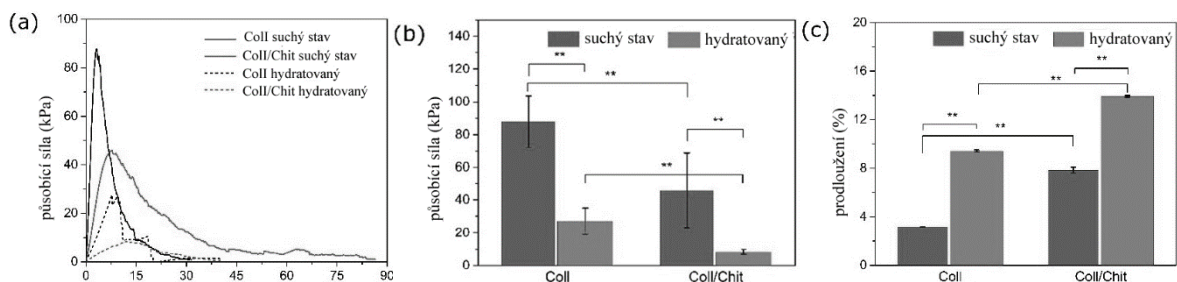 (a)
působící síla (kPa)
100
80
60
40
20
0
Coll suchý stav
Coll/Chit suchý stav
Coll hydratovaný
Coll/Chit hydratovaný
0 15 30 45 60 75 90
(b)
působící síla (kPa)
140
120
100
80
60
40
20
0
suchý stav hydratovaný
**
**
**
**
Coll Coll/Chit
(c)
prodloužení (%)
16
12
8
4
0
suchý stav hydratovaný
**
**
**
**
Coll Coll/Chit